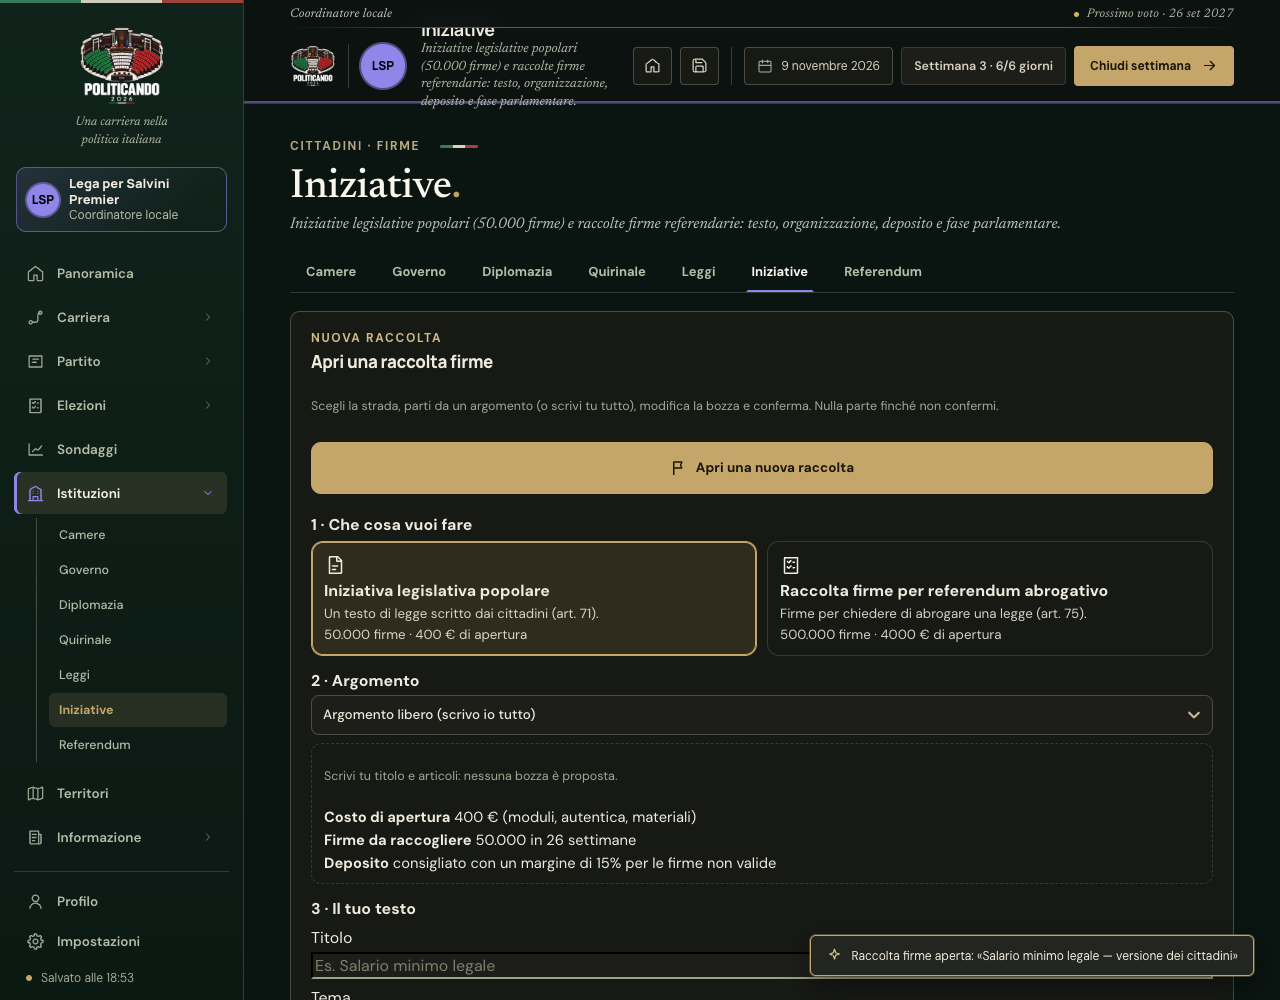 POLITICANDO
2026
Una carriera nella
politica italiana
LSP
Lega per Salvini
Premier
Coordinatore locale
Panoramica
Carriera
Partito
Elezioni
Sondaggi
Istituzioni
Camere
Governo
Diplomazia
Quirinale
Leggi
Iniziative
Referendum
Territori
Informazione
Profilo
Impostazioni
Salvato alle 18:53
Coordinatore locale
Prossimo voto · 26 set 2027
POLITICANDO
LSP
Iniziative
Iniziative legislative popolari
(50.000 firme) e raccolte firme
referendarie: testo, organizzazione,
deposito e fase parlamentare.
9 novembre 2026
Settimana 3 · 6/6 giorni
Chiudi settimana
CITTADINI · FIRME
Iniziative.
Iniziative legislative popolari (50.000 firme) e raccolte firme referendarie: testo, organizzazione, deposito e fase parlamentare.
Camere Governo Diplomazia Quirinale Leggi Iniziative Referendum
NUOVA RACCOLTA
Apri una raccolta firme
Scegli la strada, parti da un argomento (o scrivi tu tutto), modifica la bozza e conferma. Nulla parte finché non confermi.
Apri una nuova raccolta
1 · Che cosa vuoi fare
Iniziativa legislativa popolare
Un testo di legge scritto dai cittadini (art. 71).
50.000 firme · 400 € di apertura
Raccolta firme per referendum abrogativo
Firme per chiedere di abrogare una legge (art. 75).
500.000 firme · 4000 € di apertura
2 · Argomento
Argomento libero (scrivo io tutto)
Scrivi tu titolo e articoli: nessuna bozza è proposta.
Costo di apertura 400 € (moduli, autentica, materiali)
Firme da raccogliere 50.000 in 26 settimane
Deposito consigliato con un margine di 15% per le firme non valide
3 · Il tuo testo
Titolo
Es. Salario minimo legale
Tema
Raccolta firme aperta: «Salario minimo legale — versione dei cittadini»